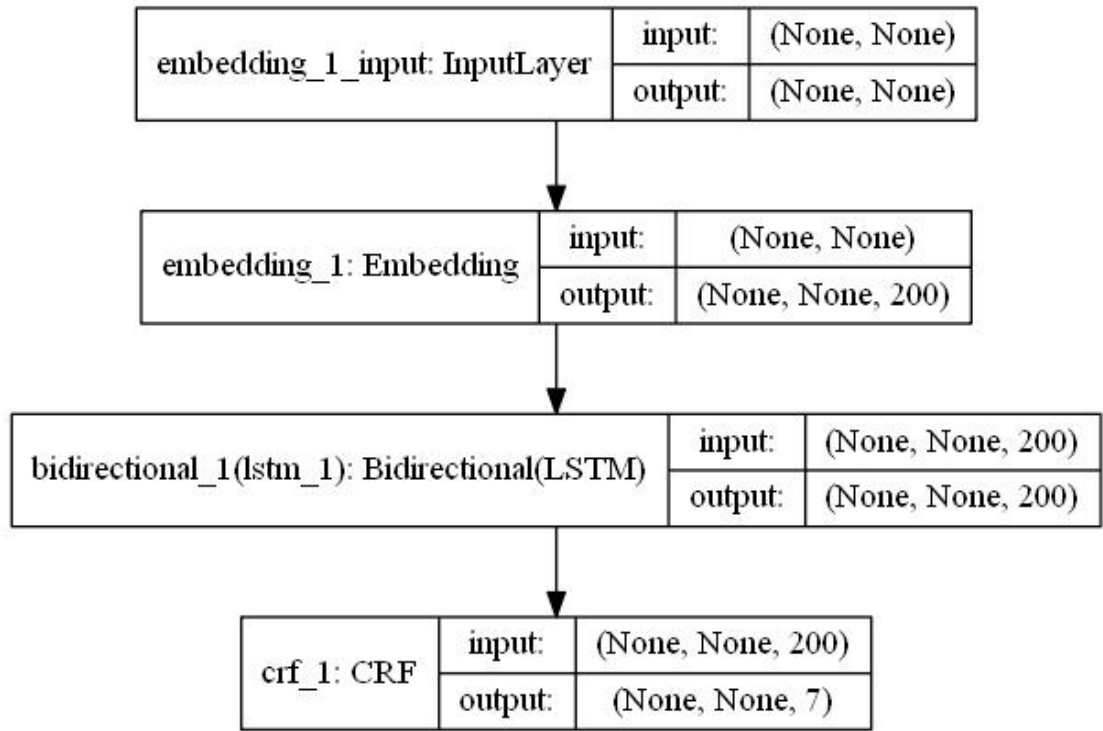 embedding_1_input: InputLayer
input: (None, None)
output: (None, None)
embedding_1: Embedding
input: (None, None)
output: (None, None, 200)
bidirectional_1(lstm_1): Bidirectional(LSTM)
input: (None, None, 200)
output: (None, None, 200)
crf_1: CRF
input: (None, None, 200)
output: (None, None, 7)